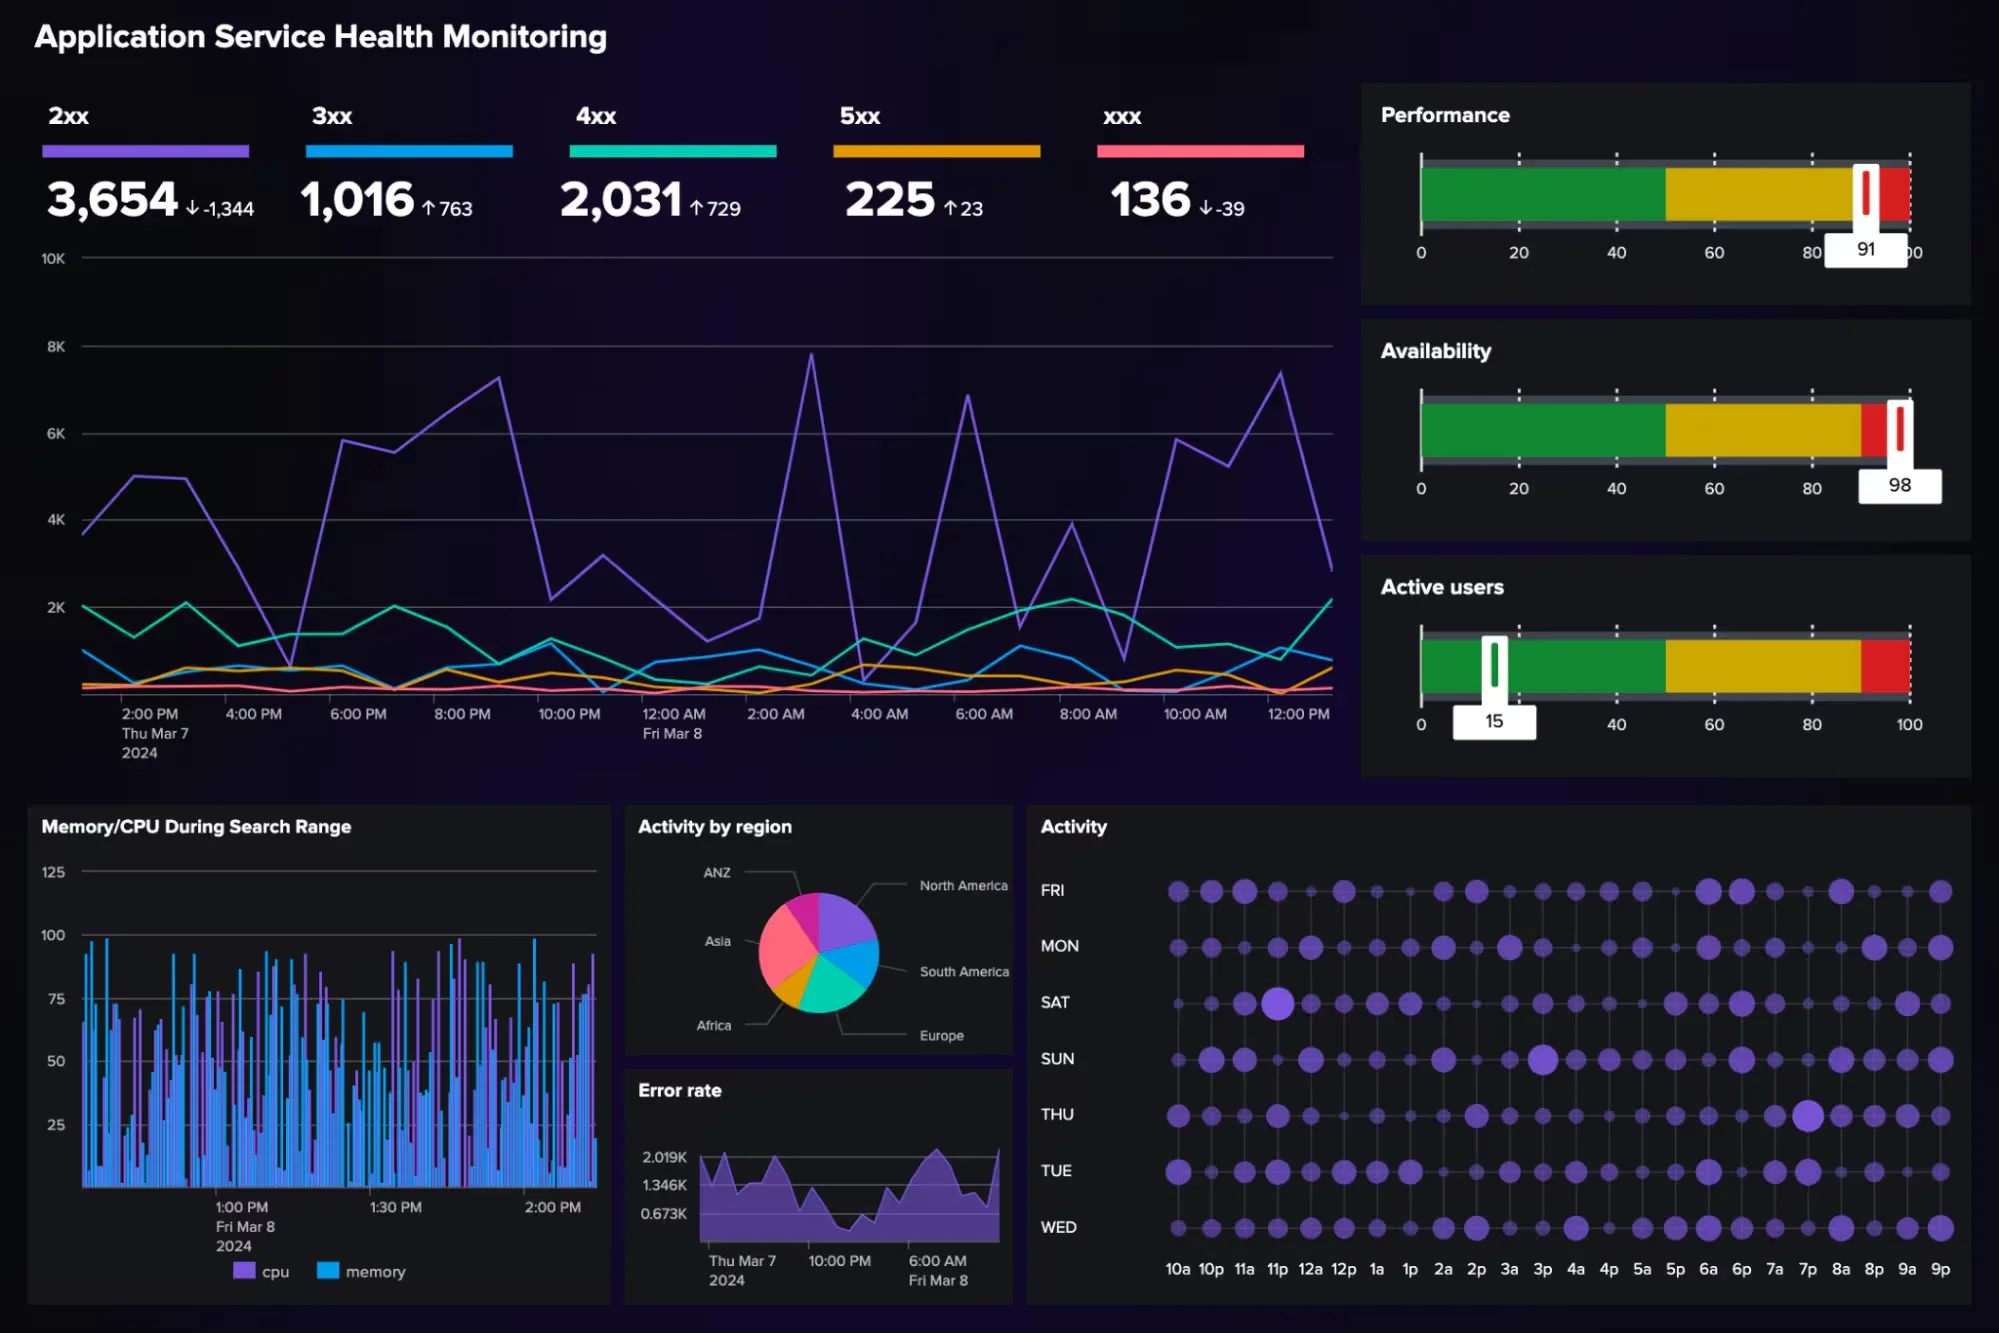 Application Service Health Monitoring
2xx 3xx 4xx 5xx xxx
3,654 ↓ -1,344 1,016 ↑ 763 2,031 ↑ 729 225 ↑ 23 136 ↓ -39
10K
8K
6K
4K
2K
2:00 PM 4:00 PM 6:00 PM 8:00 PM 10:00 PM 12:00 AM 2:00 AM 4:00 AM 6:00 AM 8:00 AM 10:00 AM 12:00 PM
Thu Mar 7 Fri Mar 8
2024
Performance
91
0 20 40 60 80
Availability
98
0 20 40 60 80
Active users
15
0 40 60 80 100
Memory/CPU During Search Range
125
100
75
50
25
1:00 PM 1:30 PM 2:00 PM
Fri Mar 8
2024
cpu memory
Activity by region
ANZ
North America
Asia
South America
Africa
Europe
Error rate
2.019K
1.346K
0.673K
Thu Mar 7 10:00 PM 6:00 AM
2024 Fri Mar 8
Activity
FRI
MON
SAT
SUN
THU
TUE
WED
10a 10p 11a 11p 12a 12p 1a 1p 2a 2p 3a 3p 4a 4p 5a 5p 6a 6p 7a 7p 8a 8p 9a 9p